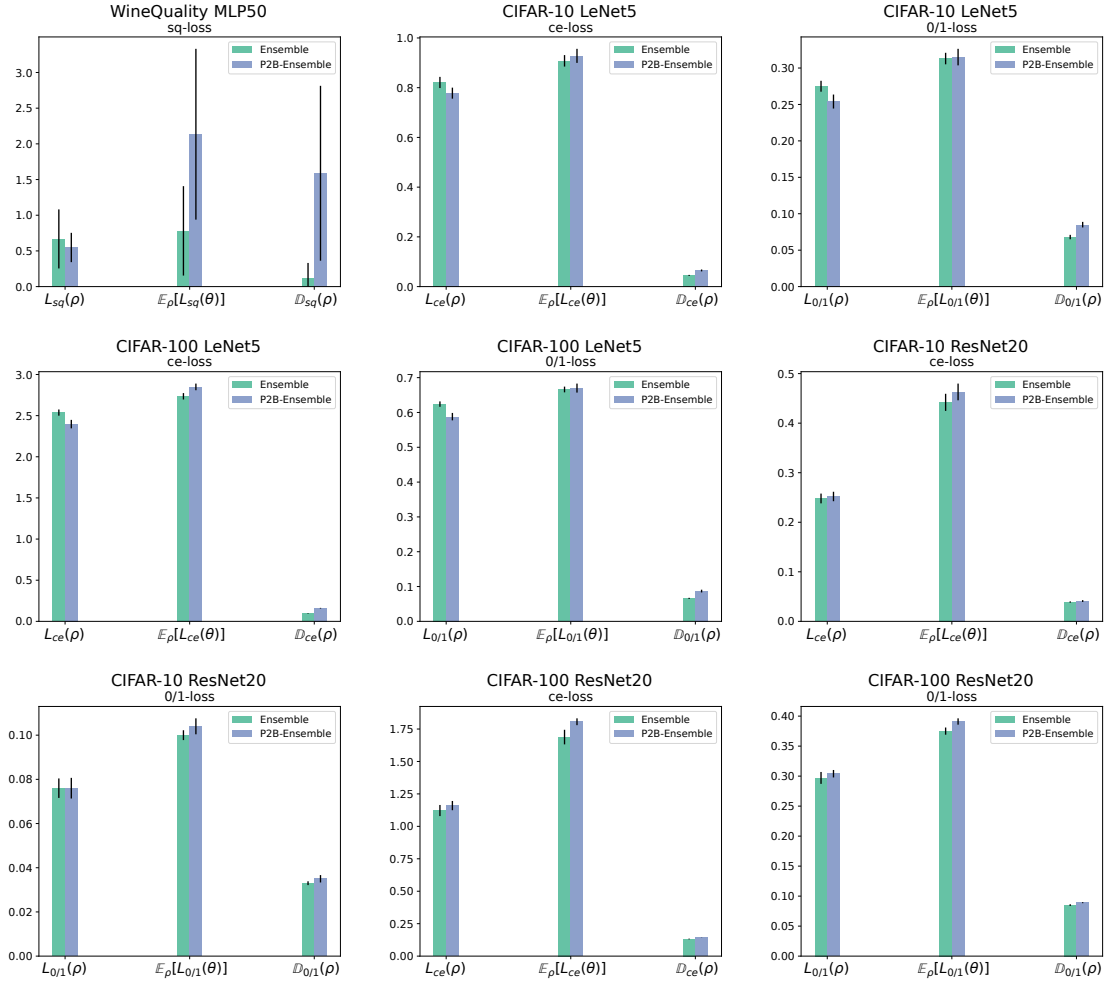 WineQuality MLP50
sq-loss
Ensemble
P2B-Ensemble
3.0
2.5
2.0
1.5
1.0
0.5
0.0
L_sq(ρ)
𝔼_ρ[L_sq(θ)]
𝔻_sq(ρ)
CIFAR-10 LeNet5
ce-loss
Ensemble
P2B-Ensemble
1.0
0.8
0.6
0.4
0.2
0.0
L_ce(ρ)
𝔼_ρ[L_ce(θ)]
𝔻_ce(ρ)
CIFAR-10 LeNet5
0/1-loss
Ensemble
P2B-Ensemble
0.30
0.25
0.20
0.15
0.10
0.05
0.00
L_0/1(ρ)
𝔼_ρ[L_0/1(θ)]
𝔻_0/1(ρ)
CIFAR-100 LeNet5
ce-loss
Ensemble
P2B-Ensemble
3.0
2.5
2.0
1.5
1.0
0.5
0.0
L_ce(ρ)
𝔼_ρ[L_ce(θ)]
𝔻_ce(ρ)
CIFAR-100 LeNet5
0/1-loss
Ensemble
P2B-Ensemble
0.7
0.6
0.5
0.4
0.3
0.2
0.1
0.0
L_0/1(ρ)
𝔼_ρ[L_0/1(θ)]
𝔻_0/1(ρ)
CIFAR-10 ResNet20
ce-loss
Ensemble
P2B-Ensemble
0.5
0.4
0.3
0.2
0.1
0.0
L_ce(ρ)
𝔼_ρ[L_ce(θ)]
𝔻_ce(ρ)
CIFAR-10 ResNet20
0/1-loss
Ensemble
P2B-Ensemble
0.10
0.08
0.06
0.04
0.02
0.00
L_0/1(ρ)
𝔼_ρ[L_0/1(θ)]
𝔻_0/1(ρ)
CIFAR-100 ResNet20
ce-loss
Ensemble
P2B-Ensemble
1.75
1.50
1.25
1.00
0.75
0.50
0.25
0.00
L_ce(ρ)
𝔼_ρ[L_ce(θ)]
𝔻_ce(ρ)
CIFAR-100 ResNet20
0/1-loss
Ensemble
P2B-Ensemble
0.40
0.35
0.30
0.25
0.20
0.15
0.10
0.05
0.00
L_0/1(ρ)
𝔼_ρ[L_0/1(θ)]
𝔻_0/1(ρ)